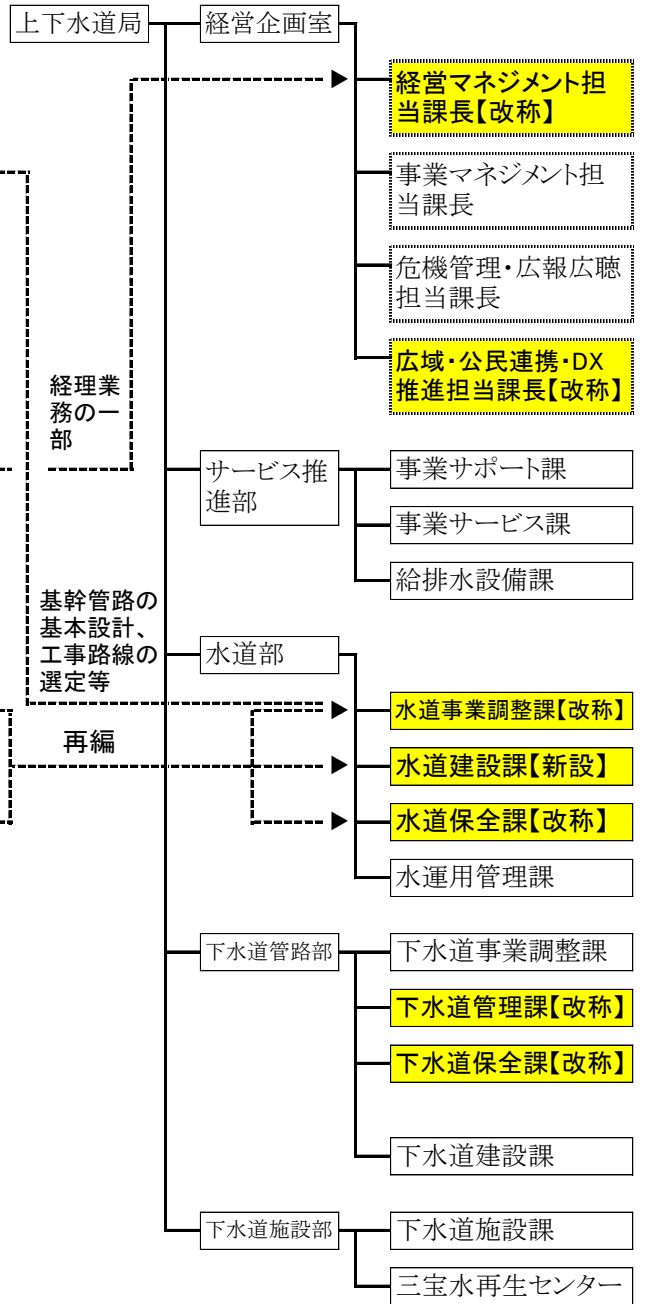 上下水道局
経営企画室
経営マネジメント担
当課長【改称】
事業マネジメント担
当課長
危機管理・広報広聴
担当課長
広域・公民連携・DX
推進担当課長【改称】
経理業
務の一
部
サービス推
進部
事業サポート課
事業サービス課
給排水設備課
基幹管路の
基本設計、
工事路線の
選定等
水道部
水道事業調整課【改称】
再編
水道建設課【新設】
水道保全課【改称】
水運用管理課
下水道管路部
下水道事業調整課
下水道管理課【改称】
下水道保全課【改称】
下水道建設課
下水道施設部
下水道施設課
三宝水再生センター